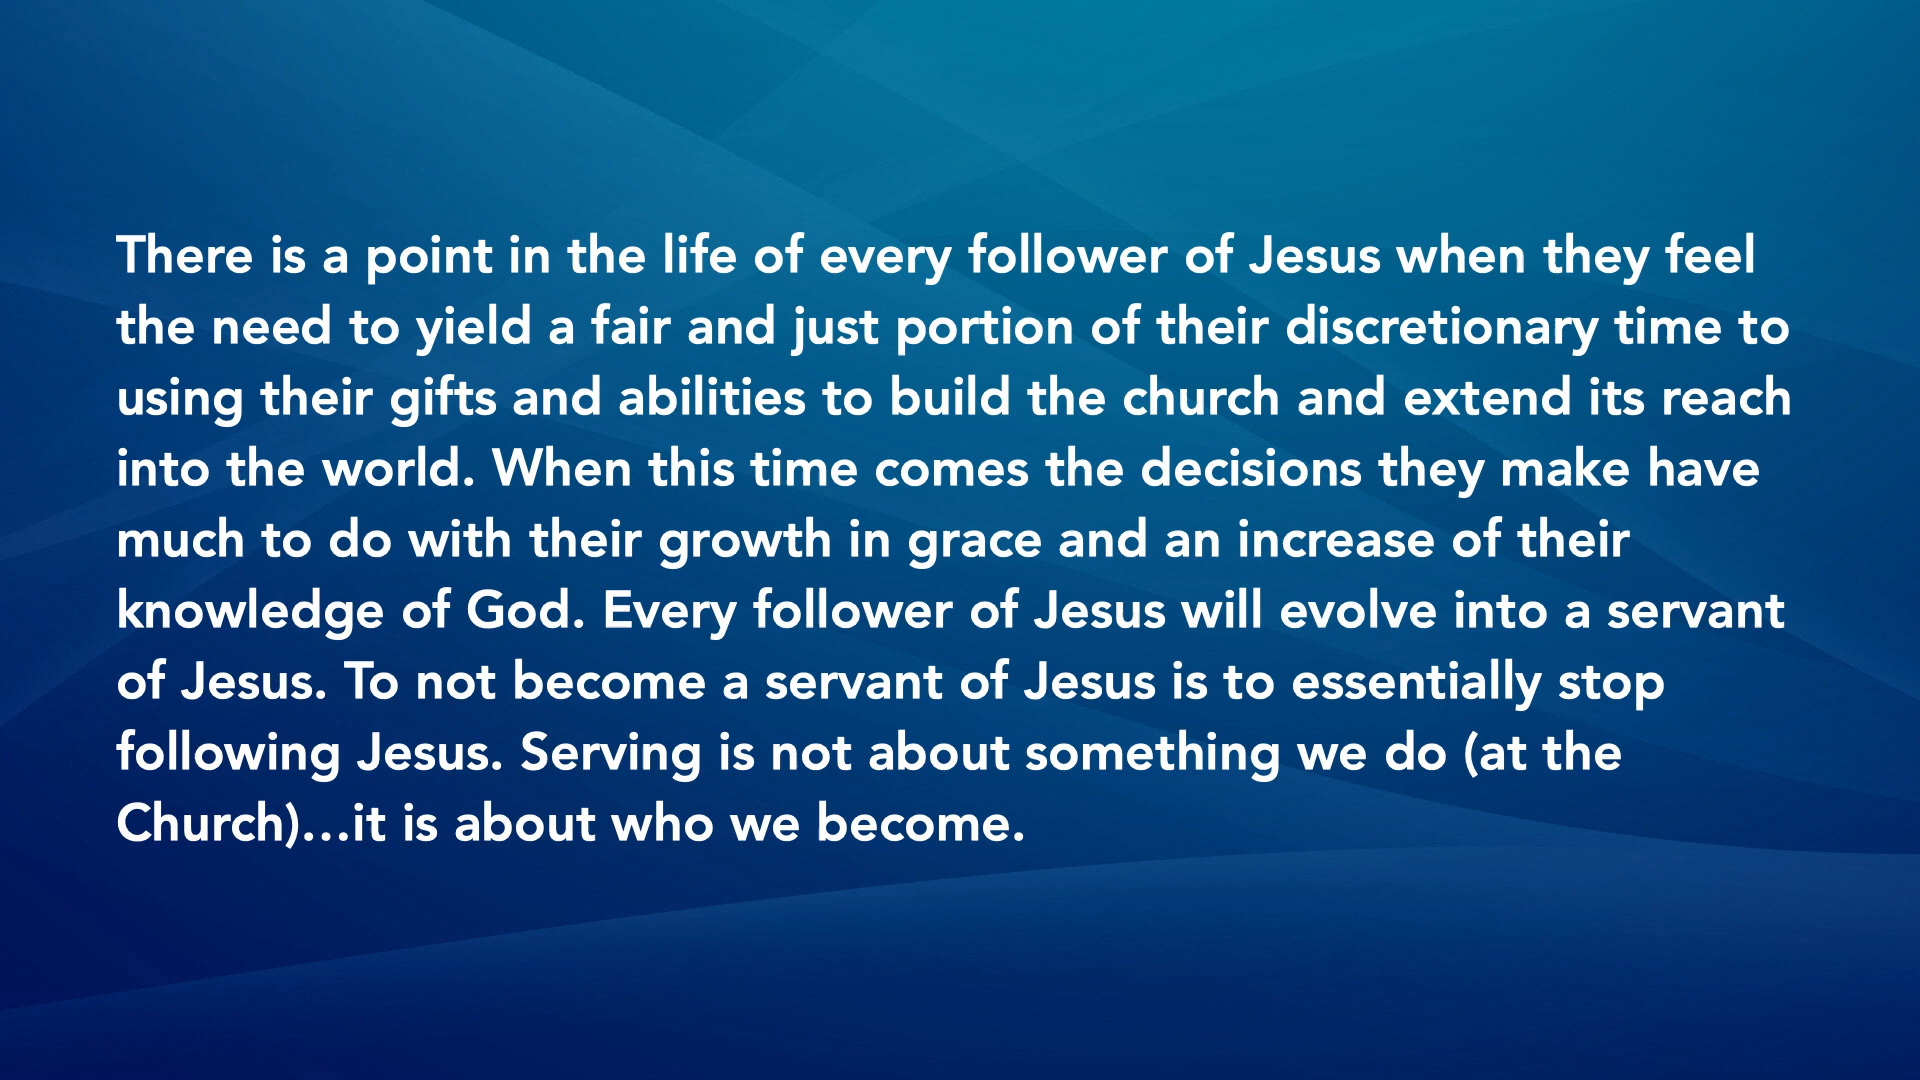 There is a point in the life of every follower of Jesus when they feel
the need to yield a fair and just portion of their discretionary time to
using their gifts and abilities to build the church and extend its reach
into the world. When this time comes the decisions they make have
much to do with their growth in grace and an increase of their
knowledge of God. Every follower of Jesus will evolve into a servant
of Jesus. To not become a servant of Jesus is to essentially stop
following Jesus. Serving is not about something we do (at the
Church)…it is about who we become.